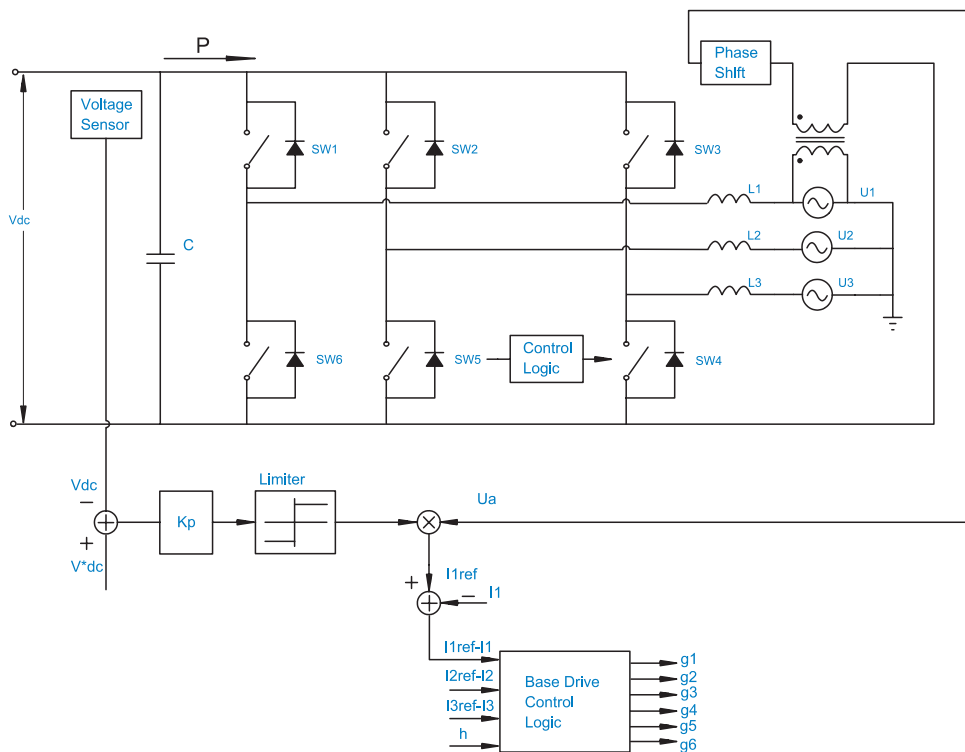 P
Phase
Shift
Voltage
Sensor
SW1
SW2
SW3
L1
U1
Vdc
C
L2
U2
L3
U3
SW6
SW5
Control
Logic
SW4
Vdc
−
Kp
Limiter
Ua
+
V*dc
I1ref
+
−
I1
I1ref-I1
I2ref-I2
I3ref-I3
h
Base Drive
Control
Logic
g1
g2
g3
g4
g5
g6